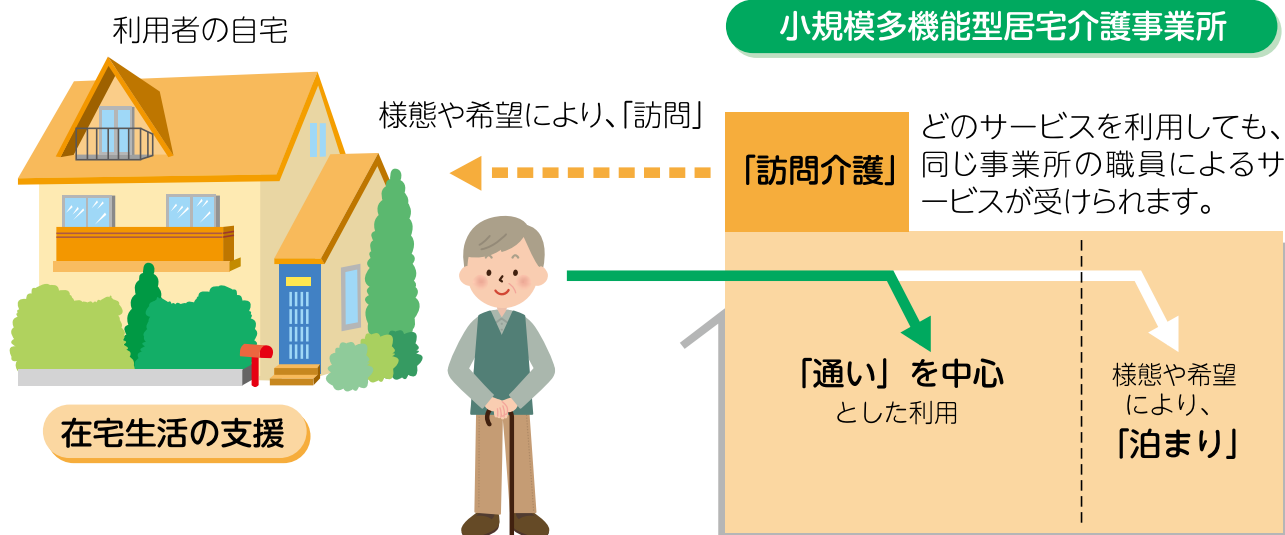 利用者の自宅
小規模多機能型居宅介護事業所
様態や希望により、「訪問」
「訪問介護」
どのサービスを利用しても、
同じ事業所の職員によるサ
ービスが受けられます。
「通い」を中心
とした利用
様態や希望
により、
「泊まり」
在宅生活の支援